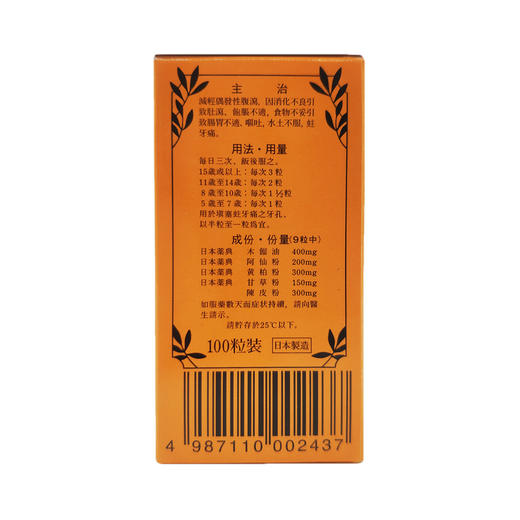 主 治
減輕偶發性腹瀉,因消化不良引
致肚瀉、飽脹不適,食物不妥引
致腸胃不適、嘔吐,水土不服,蛀
牙痛。
用法・用量
每日三次、飯後服之。
15歲或以上:每次3粒
11歲至14歲:每次2粒
8歲至10歲:每次1½粒
5歲至7歲:每次1粒
用於填塞蛀牙痛之牙孔,
以半粒至一粒為宜。
成份・份量(9粒中)
日本薬典 木餾油 400mg
日本薬典 阿仙粉 200mg
日本薬典 黄柏粉 300mg
日本薬典 甘草粉 150mg
陳皮粉 300mg
如服藥數天而症狀持續,請向醫
生請示。
請貯存於25℃以下。
100粒裝 日本製造
4 987110 002437